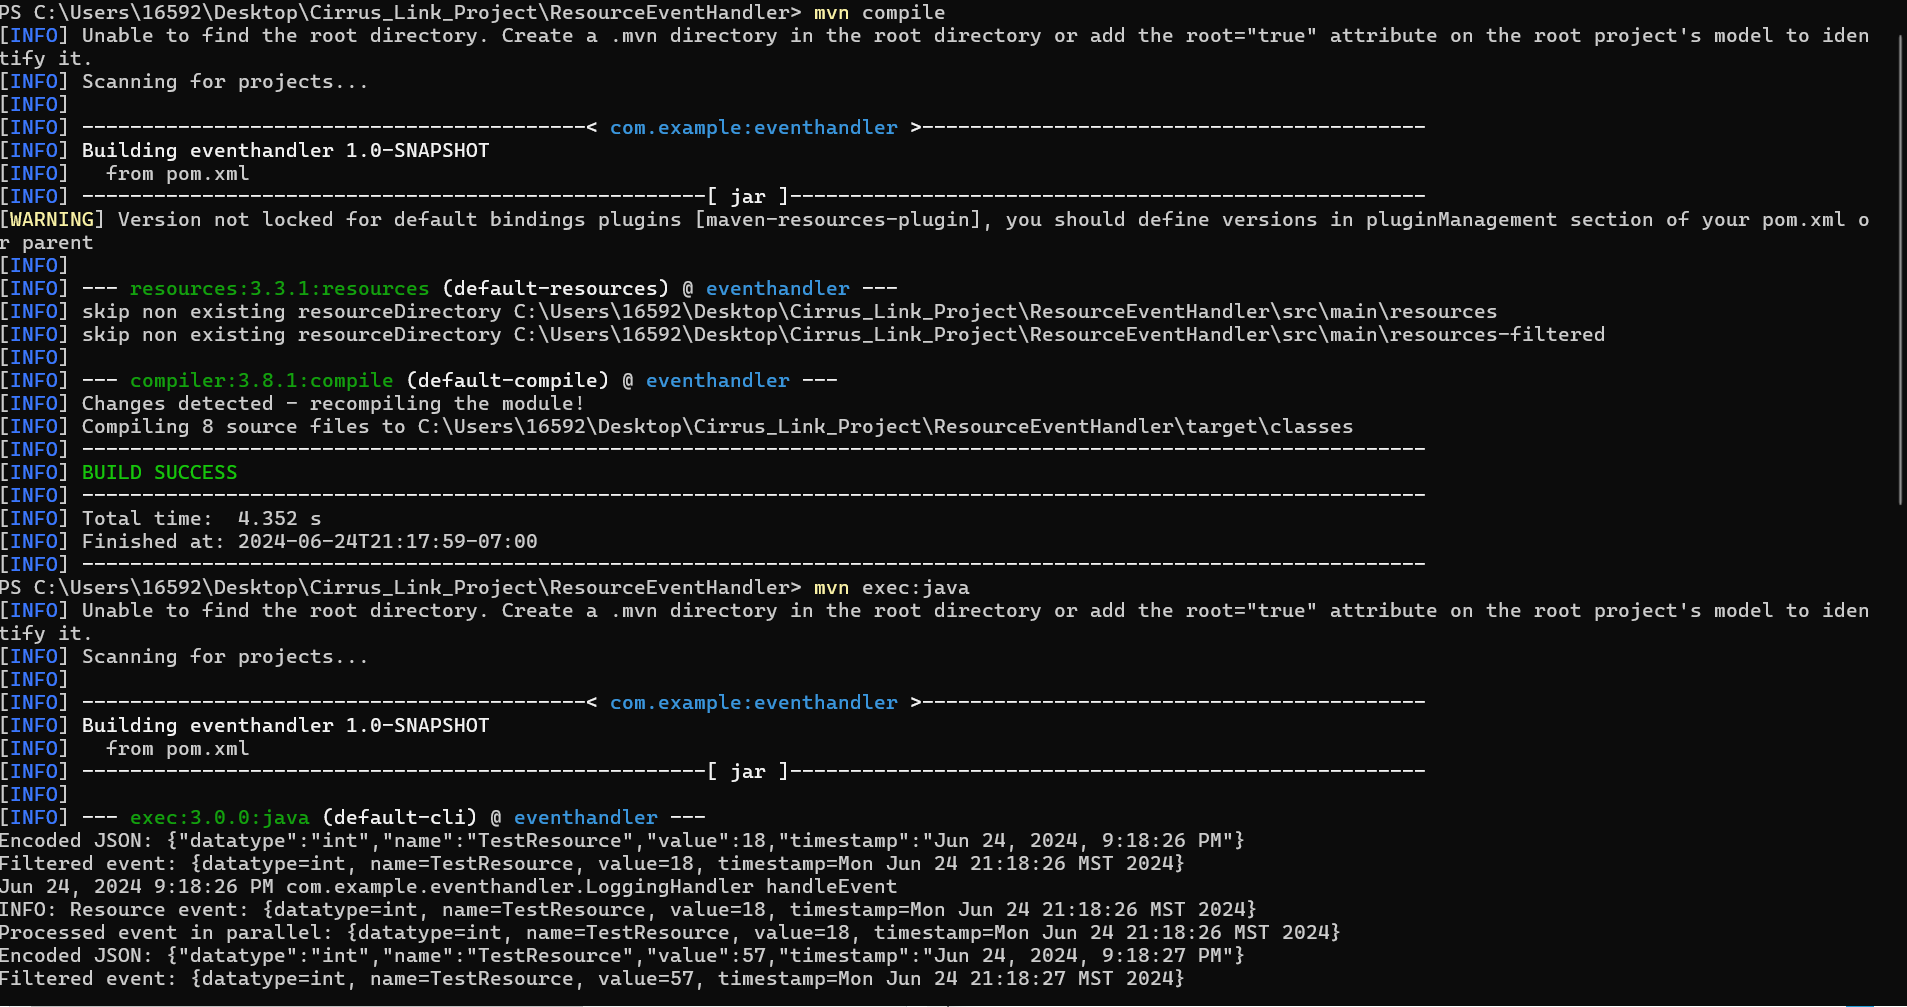 PS C:\Users\16592\Desktop\Cirrus_Link_Project\ResourceEventHandler> mvn compile
[INFO] Unable to find the root directory. Create a .mvn directory in the root directory or add the root="true" attribute on the root project's model to iden
tify it.
[INFO] Scanning for projects...
[INFO]
[INFO] ------------------------------------------< com.example:eventhandler >------------------------------------------
[INFO] Building eventhandler 1.0-SNAPSHOT
[INFO]   from pom.xml
[INFO] ----------------------------------------------------[ jar ]-----------------------------------------------------
[WARNING] Version not locked for default bindings plugins [maven-resources-plugin], you should define versions in pluginManagement section of your pom.xml o
r parent
[INFO]
[INFO] --- resources:3.3.1:resources (default-resources) @ eventhandler ---
[INFO] skip non existing resourceDirectory C:\Users\16592\Desktop\Cirrus_Link_Project\ResourceEventHandler\src\main\resources
[INFO] skip non existing resourceDirectory C:\Users\16592\Desktop\Cirrus_Link_Project\ResourceEventHandler\src\main\resources-filtered
[INFO]
[INFO] --- compiler:3.8.1:compile (default-compile) @ eventhandler ---
[INFO] Changes detected - recompiling the module!
[INFO] Compiling 8 source files to C:\Users\16592\Desktop\Cirrus_Link_Project\ResourceEventHandler\target\classes
[INFO] ----------------------------------------------------------------------------------------------------------------
[INFO] BUILD SUCCESS
[INFO] ----------------------------------------------------------------------------------------------------------------
[INFO] Total time:  4.352 s
[INFO] Finished at: 2024-06-24T21:17:59-07:00
[INFO] ----------------------------------------------------------------------------------------------------------------
PS C:\Users\16592\Desktop\Cirrus_Link_Project\ResourceEventHandler> mvn exec:java
[INFO] Unable to find the root directory. Create a .mvn directory in the root directory or add the root="true" attribute on the root project's model to iden
tify it.
[INFO] Scanning for projects...
[INFO]
[INFO] ------------------------------------------< com.example:eventhandler >------------------------------------------
[INFO] Building eventhandler 1.0-SNAPSHOT
[INFO]   from pom.xml
[INFO] ----------------------------------------------------[ jar ]-----------------------------------------------------
[INFO]
[INFO] --- exec:3.0.0:java (default-cli) @ eventhandler ---
Encoded JSON: {"datatype":"int","name":"TestResource","value":18,"timestamp":"Jun 24, 2024, 9:18:26 PM"}
Filtered event: {datatype=int, name=TestResource, value=18, timestamp=Mon Jun 24 21:18:26 MST 2024}
Jun 24, 2024 9:18:26 PM com.example.eventhandler.LoggingHandler handleEvent
INFO: Resource event: {datatype=int, name=TestResource, value=18, timestamp=Mon Jun 24 21:18:26 MST 2024}
Processed event in parallel: {datatype=int, name=TestResource, value=18, timestamp=Mon Jun 24 21:18:26 MST 2024}
Encoded JSON: {"datatype":"int","name":"TestResource","value":57,"timestamp":"Jun 24, 2024, 9:18:27 PM"}
Filtered event: {datatype=int, name=TestResource, value=57, timestamp=Mon Jun 24 21:18:27 MST 2024}